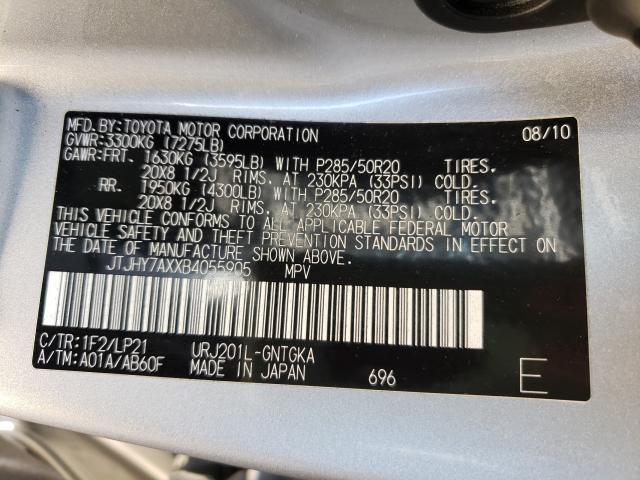 MFD.BY:TOYOTA MOTOR CORPORATION 08/10
GVWR:3300KG (7275LB)
GAWR:FRT. 1630KG (3595LB) WITH P285/50R20 TIRES.
20X8 1/2J RIMS. AT 230KPA (33PSI) COLD.
RR. 1950KG (4300LB) WITH P285/50R20 TIRES.
20X8 1/2J RIMS. AT 230KPA (33PSI) COLD.
THIS VEHICLE CONFORMS TO ALL APPLICABLE FEDERAL MOTOR
VEHICLE SAFETY AND THEFT PREVENTION STANDARDS IN EFFECT ON
THE DATE OF MANUFACTURE SHOWN ABOVE.
JTJHY7AXXB4055905 MPV
C/TR:1F2/LP21 URJ201L-GNTGKA
A/TM:A01A/AB60F MADE IN JAPAN 696 E